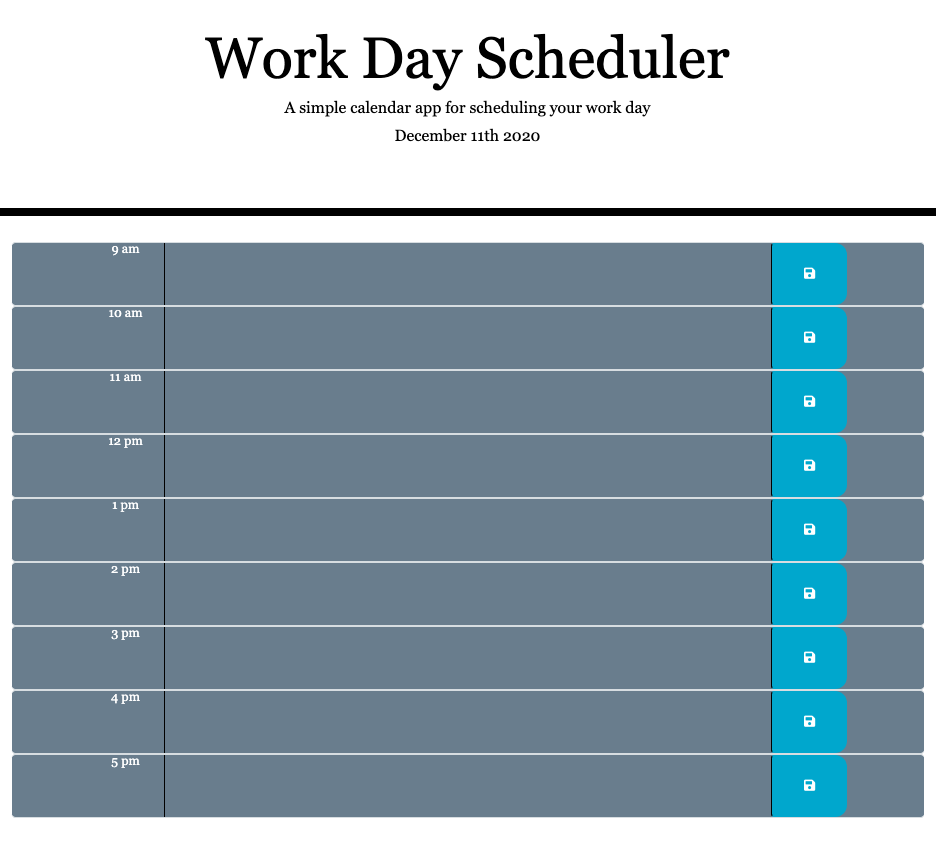 Work Day Scheduler
A simple calendar app for scheduling your work day
December 11th 2020
9 am
10 am
11 am
12 pm
1 pm
2 pm
3 pm
4 pm
5 pm